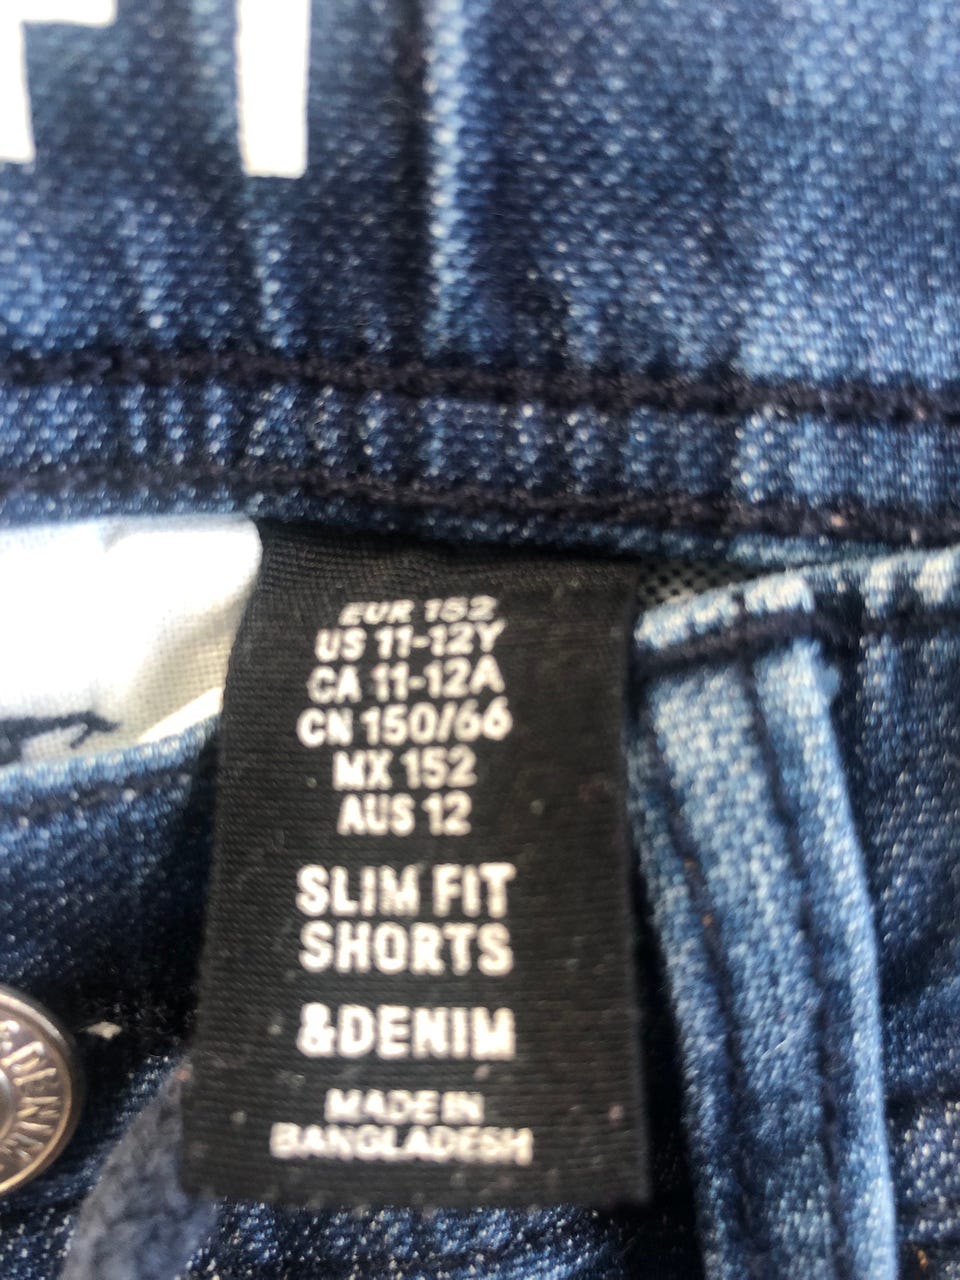 EUR 152
US 11-12Y
CA 11-12A
CN 150/66
MX 152
AUS 12
SLIM FIT
SHORTS
&DENIM
MADE IN
BANGLADESH
&DENIM